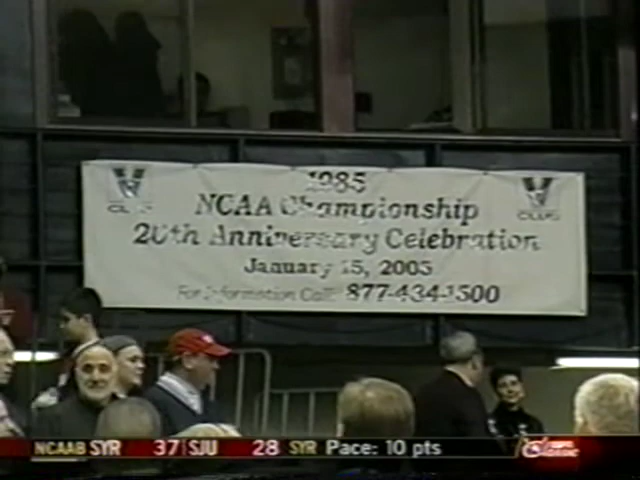 1985
NCAA Championship
20th Anniversary Celebration
January 15, 2005
For Information Call: 877-434-1500
NCAAB SYR 37 SJU 28 SYR Pace: 10 pts
Classic